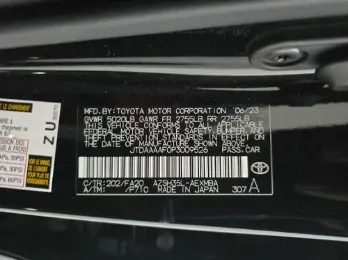 MFD. BY: TOYOTA MOTOR CORPORATION 06/23
GVWR 5020LB GAWR FR 2755LB RR 2755LB
THIS VEHICLE CONFORMS TO ALL APPLICABLE
FEDERAL MOTOR VEHICLE SAFETY AND
THEFT PREVENTION STANDARDS IN EFFECT ON
THE DATE OF MANUFACTURE SHOWN ABOVE.
JTDAAAAF0P3009526 PASS.CAR
C/TR:202/FA20 AZSH35L-AEXMBA
A/TM: /P71C MADE IN JAPAN 307 A
ZU